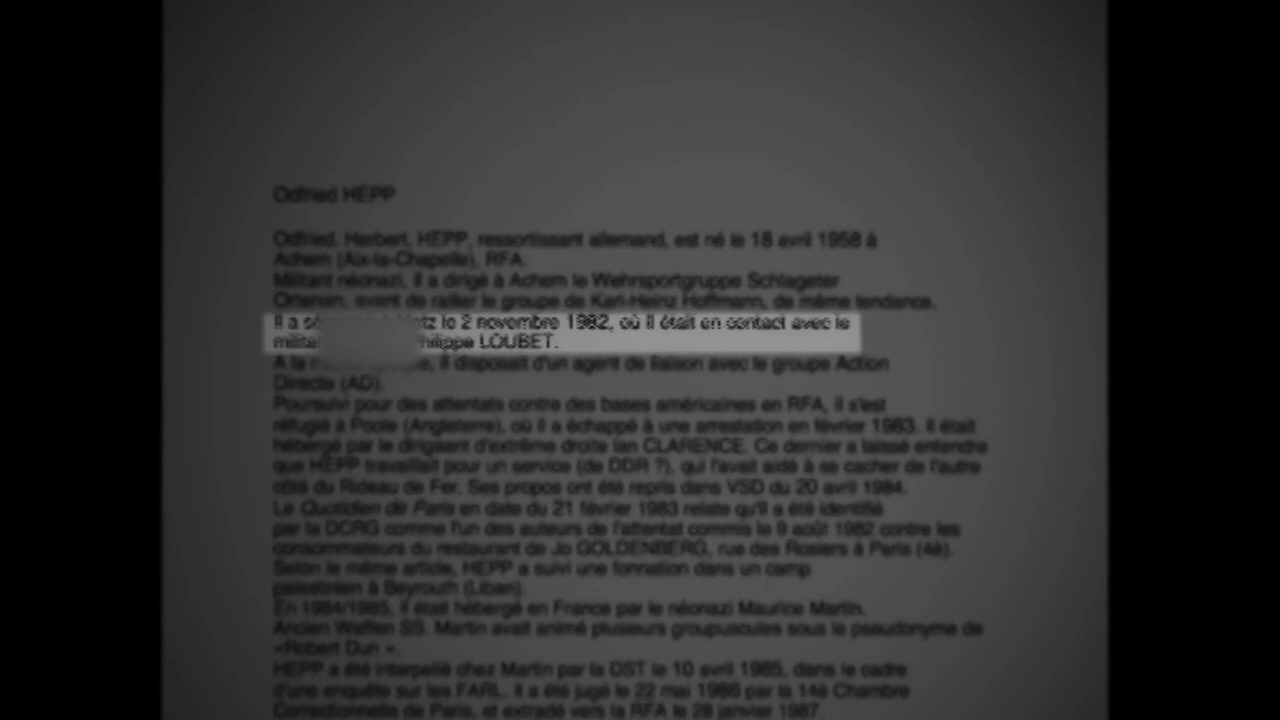 Odfried HEPP
Odfried, Herbert, HEPP, ressortissant allemand, est né le 18 avril 1958 à
Achem (Aix-la-Chapelle), RFA.
Militant néonazi, il a dirigé à Achem le Wehrsportgruppe Schlageter
Ortenan, avant de rallier le groupe de Karl-Heinz Hoffmann, de même tendance.
Il a le 2 novembre 1982, où il était en contact avec le
LOUBET.
A la il disposait d'un agent de liaison avec le groupe Action
Directe (AD).
Poursuivi pour des attentats contre des bases américaines en RFA, il s'est
réfugié à Poole (Angleterre), où il a échappé à une arrestation en février 1983. Il était
hébergé par le dirigeant d'extrême droite Ian CLARENCE. Ce dernier a laissé entendre
que HEPP travaillait pour un service (de DDR ?), qui l'avait aidé à se cacher de l'autre
côté du Rideau de Fer. Ses propos ont été repris dans VSD du 20 avril 1984.
Le Quotidien de Paris en date du 21 février 1983 relate qu'il a été identifié
par la DCRG comme l'un des auteurs de l'attentat commis le 9 août 1982 contre les
consommateurs du restaurant de Jo GOLDENBERG, rue des Rosiers à Paris (4è).
Selon le même article, HEPP a suivi une formation dans un camp
palestinien à Beyrouth (Liban).
En 1984/1985, il était hébergé en France par le néonazi Maurice Martin.
Ancien Waffen SS. Martin avait animé plusieurs groupuscules sous le pseudonyme de
«Robert Dun ».
HEPP a été interpellé chez Martin par la DST le 10 avril 1985, dans le cadre
d'une enquête sur les FARL. Il a été jugé le 22 mai 1986 par la 14è Chambre
Correctionnelle de Paris, et extradé vers la RFA le 28 janvier 1987.